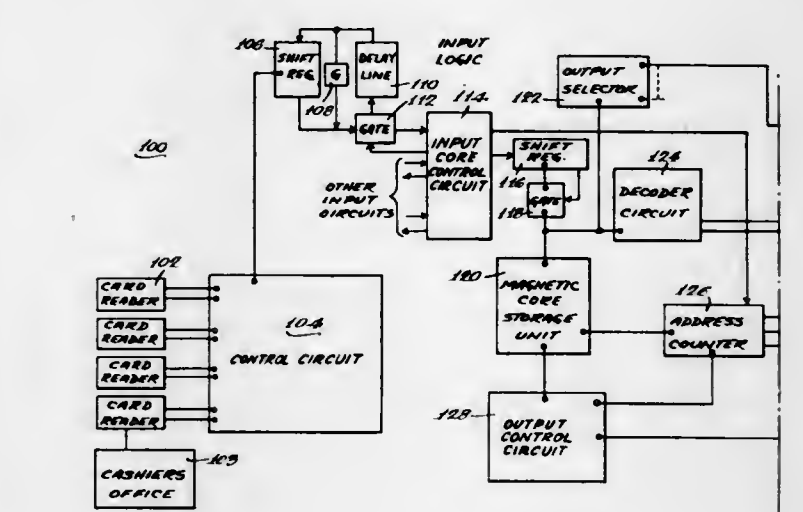 106
SHIFT
REG.
G
108
DELAY
LINE
110
INPUT
LOGIC
GATE
112
114
INPUT
CORE
CONTROL
CIRCUIT
OTHER
INPUT
CIRCUITS
100
SHIFT
REG.
116
GATE
118
OUTPUT
SELECTOR
122
124
DECODER
CIRCUIT
120
MAGNETIC
CORE
STORAGE
UNIT
126
ADDRESS
COUNTER
128
OUTPUT
CONTROL
CIRCUIT
102
CARD
READER
CARD
READER
CARD
READER
CARD
READER
104
CONTROL CIRCUIT
103
CASHIERS
OFFICE